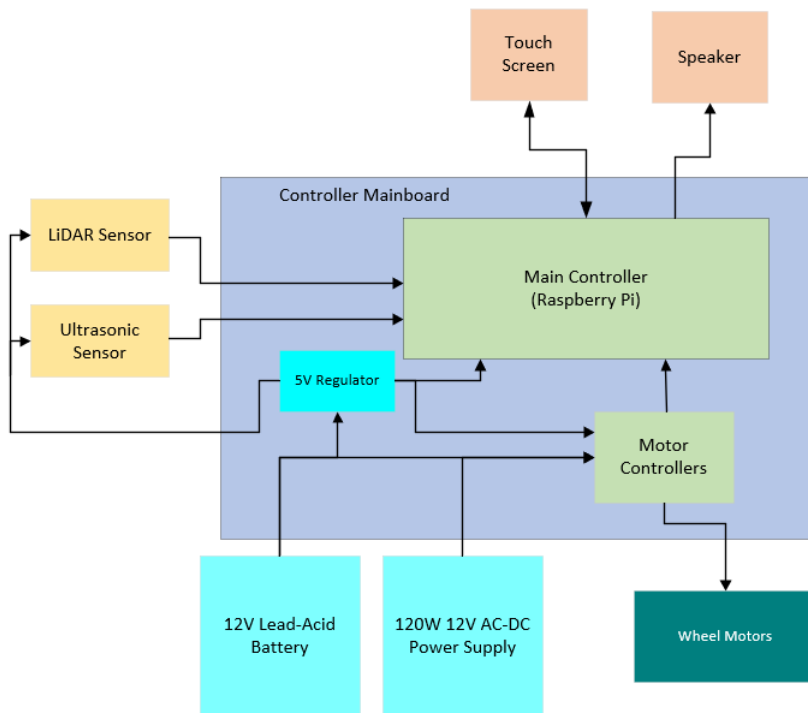 Touch
Screen
Speaker
Controller Mainboard
LiDAR Sensor
Main Controller
(Raspberry Pi)
Ultrasonic
Sensor
5V Regulator
Motor
Controllers
12V Lead-Acid
Battery
120W 12V AC-DC
Power Supply
Wheel Motors